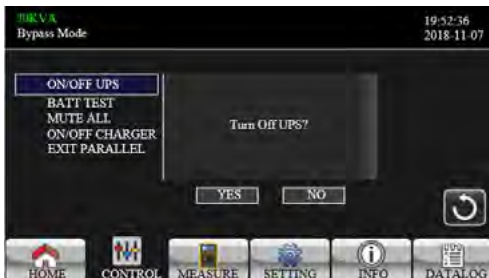 30KVA
Bypass Mode
19:52:36
2018-11-07
ON/OFF UPS
BATT TEST
MUTE ALL
ON/OFF CHARGER
EXIT PARALLEL
Turn Off UPS?
YES
NO
HOME
CONTROL
MEASURE
SETTING
INFO
DATALOG